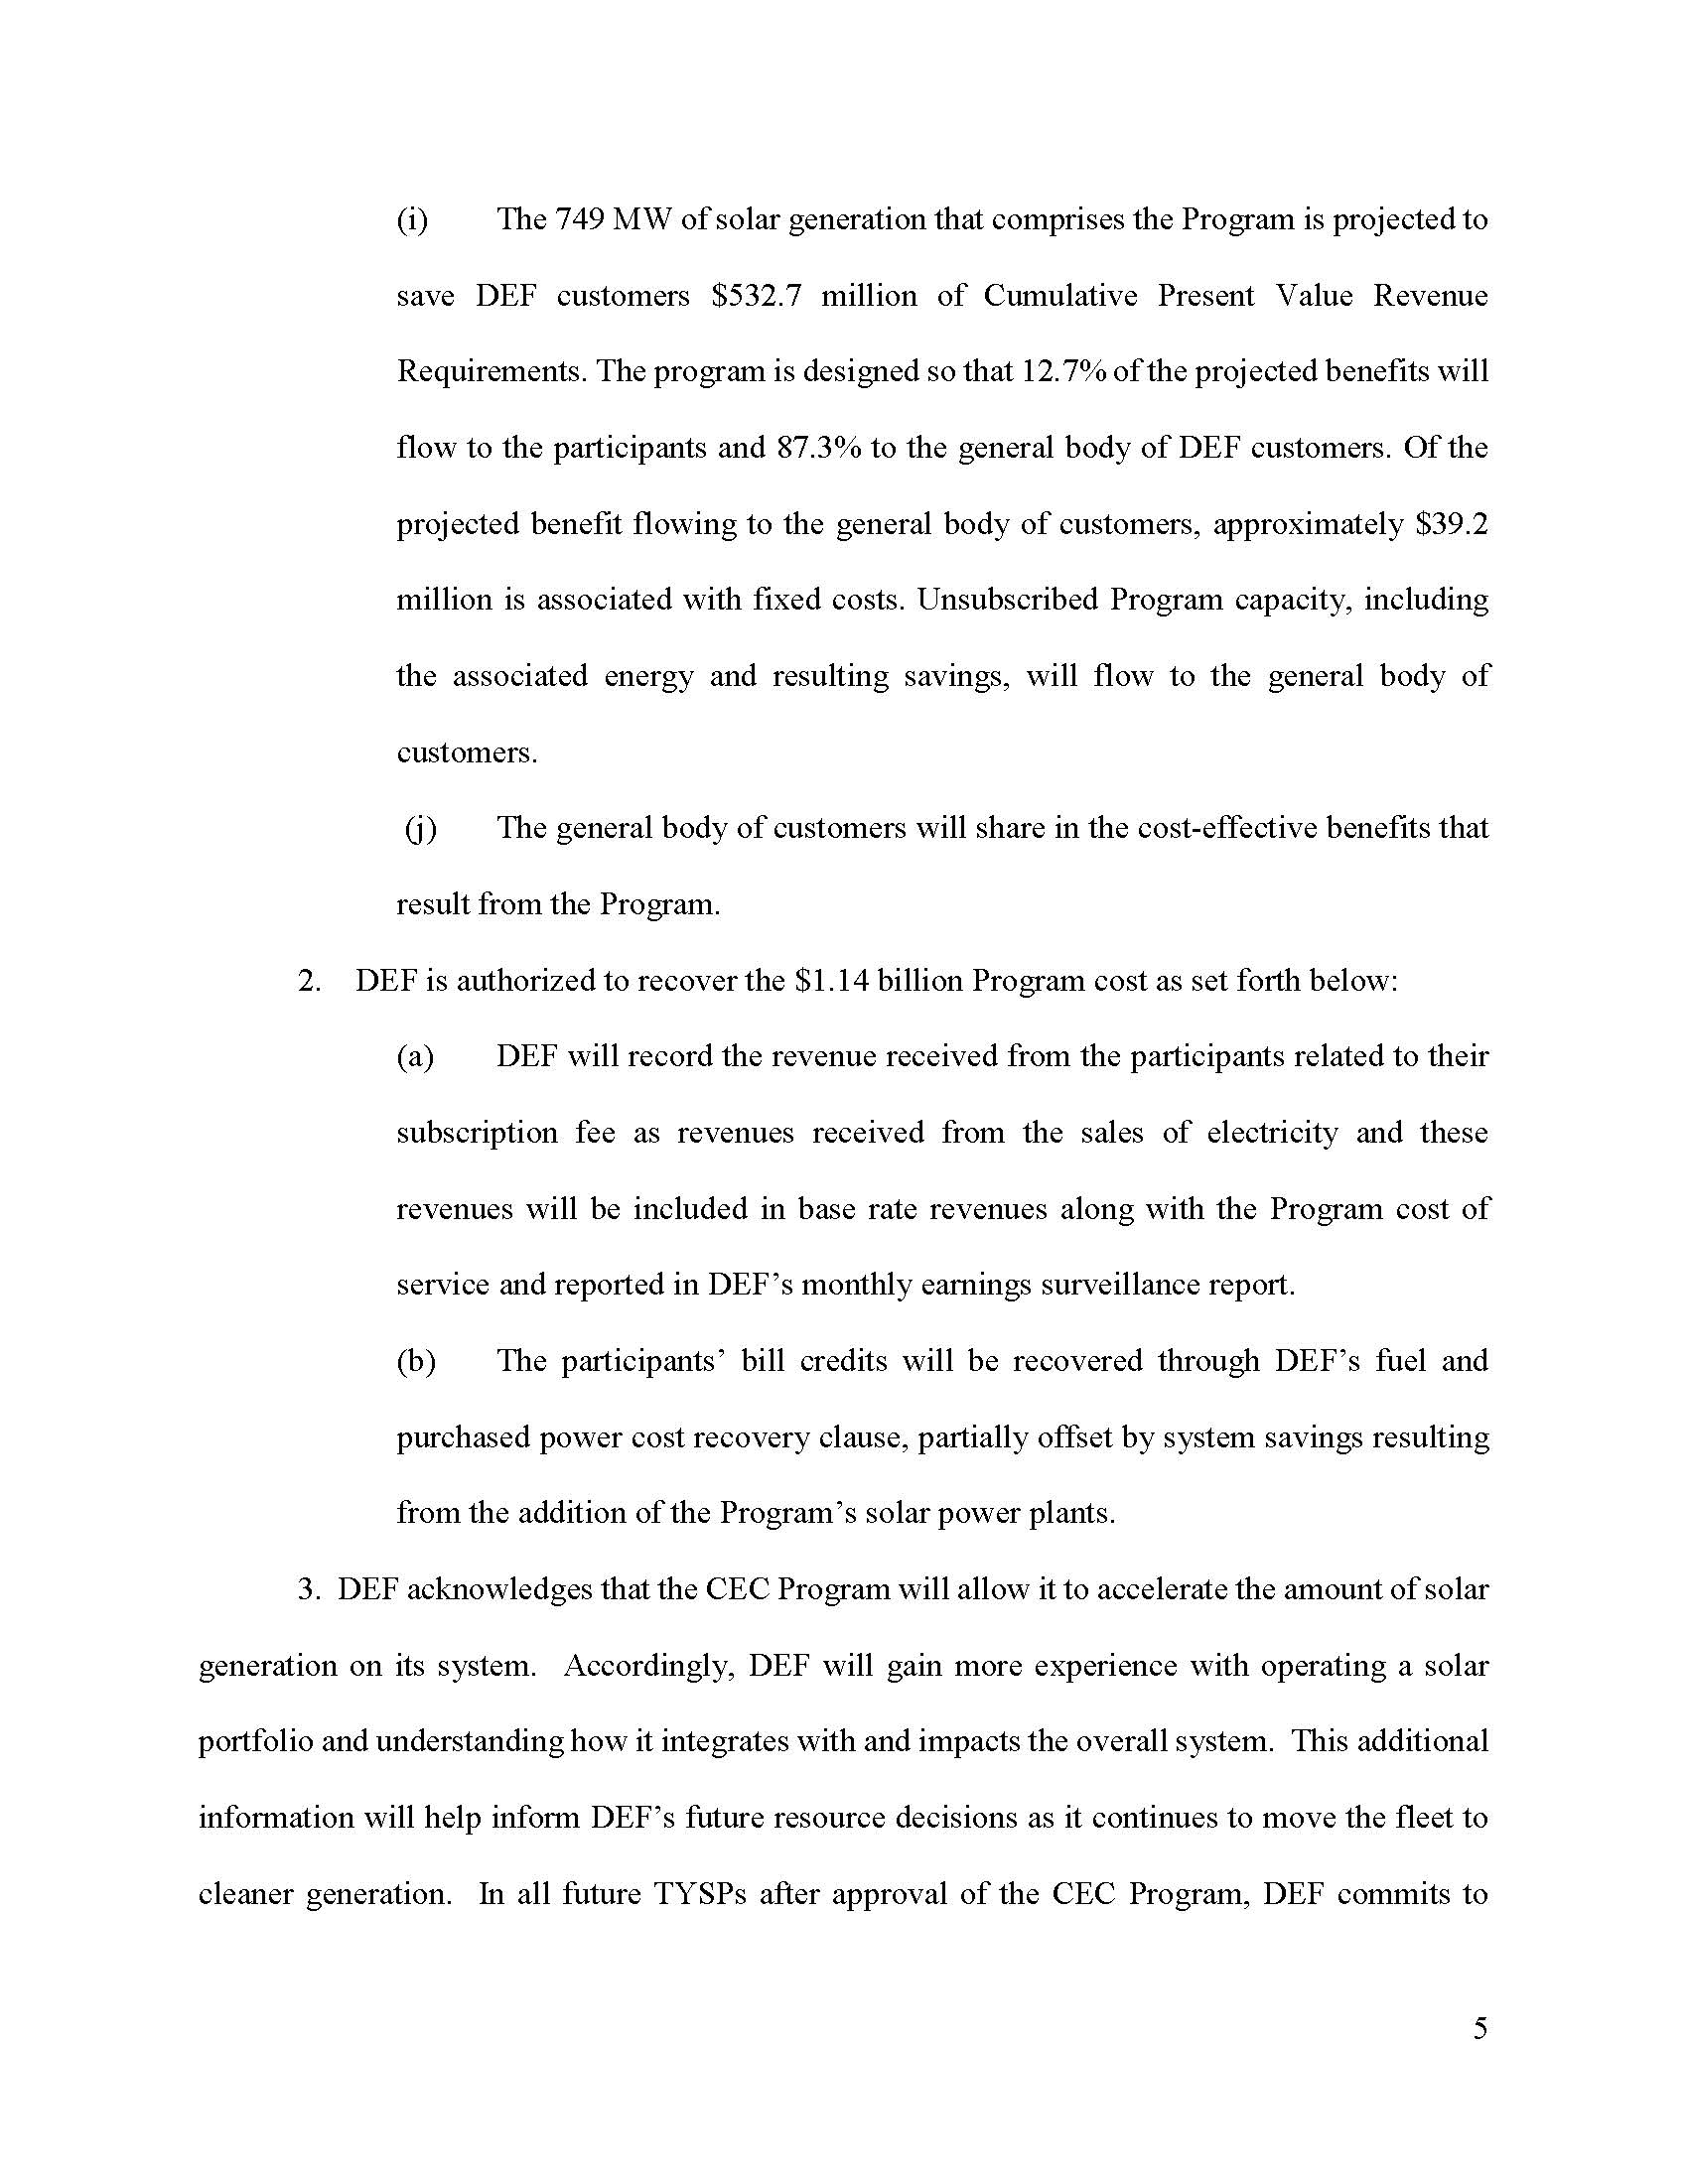 (i) The 749 MW of solar generation that comprises the Program is projected to
save DEF customers $532.7 million of Cumulative Present Value Revenue
Requirements. The program is designed so that 12.7% of the projected benefits will
flow to the participants and 87.3% to the general body of DEF customers. Of the
projected benefit flowing to the general body of customers, approximately $39.2
million is associated with fixed costs. Unsubscribed Program capacity, including
the associated energy and resulting savings, will flow to the general body of
customers.
(j) The general body of customers will share in the cost-effective benefits that
result from the Program.
2. DEF is authorized to recover the $1.14 billion Program cost as set forth below:
(a) DEF will record the revenue received from the participants related to their
subscription fee as revenues received from the sales of electricity and these
revenues will be included in base rate revenues along with the Program cost of
service and reported in DEF’s monthly earnings surveillance report.
(b) The participants’ bill credits will be recovered through DEF’s fuel and
purchased power cost recovery clause, partially offset by system savings resulting
from the addition of the Program’s solar power plants.
3. DEF acknowledges that the CEC Program will allow it to accelerate the amount of solar
generation on its system. Accordingly, DEF will gain more experience with operating a solar
portfolio and understanding how it integrates with and impacts the overall system. This additional
information will help inform DEF’s future resource decisions as it continues to move the fleet to
cleaner generation. In all future TYSPs after approval of the CEC Program, DEF commits to
5